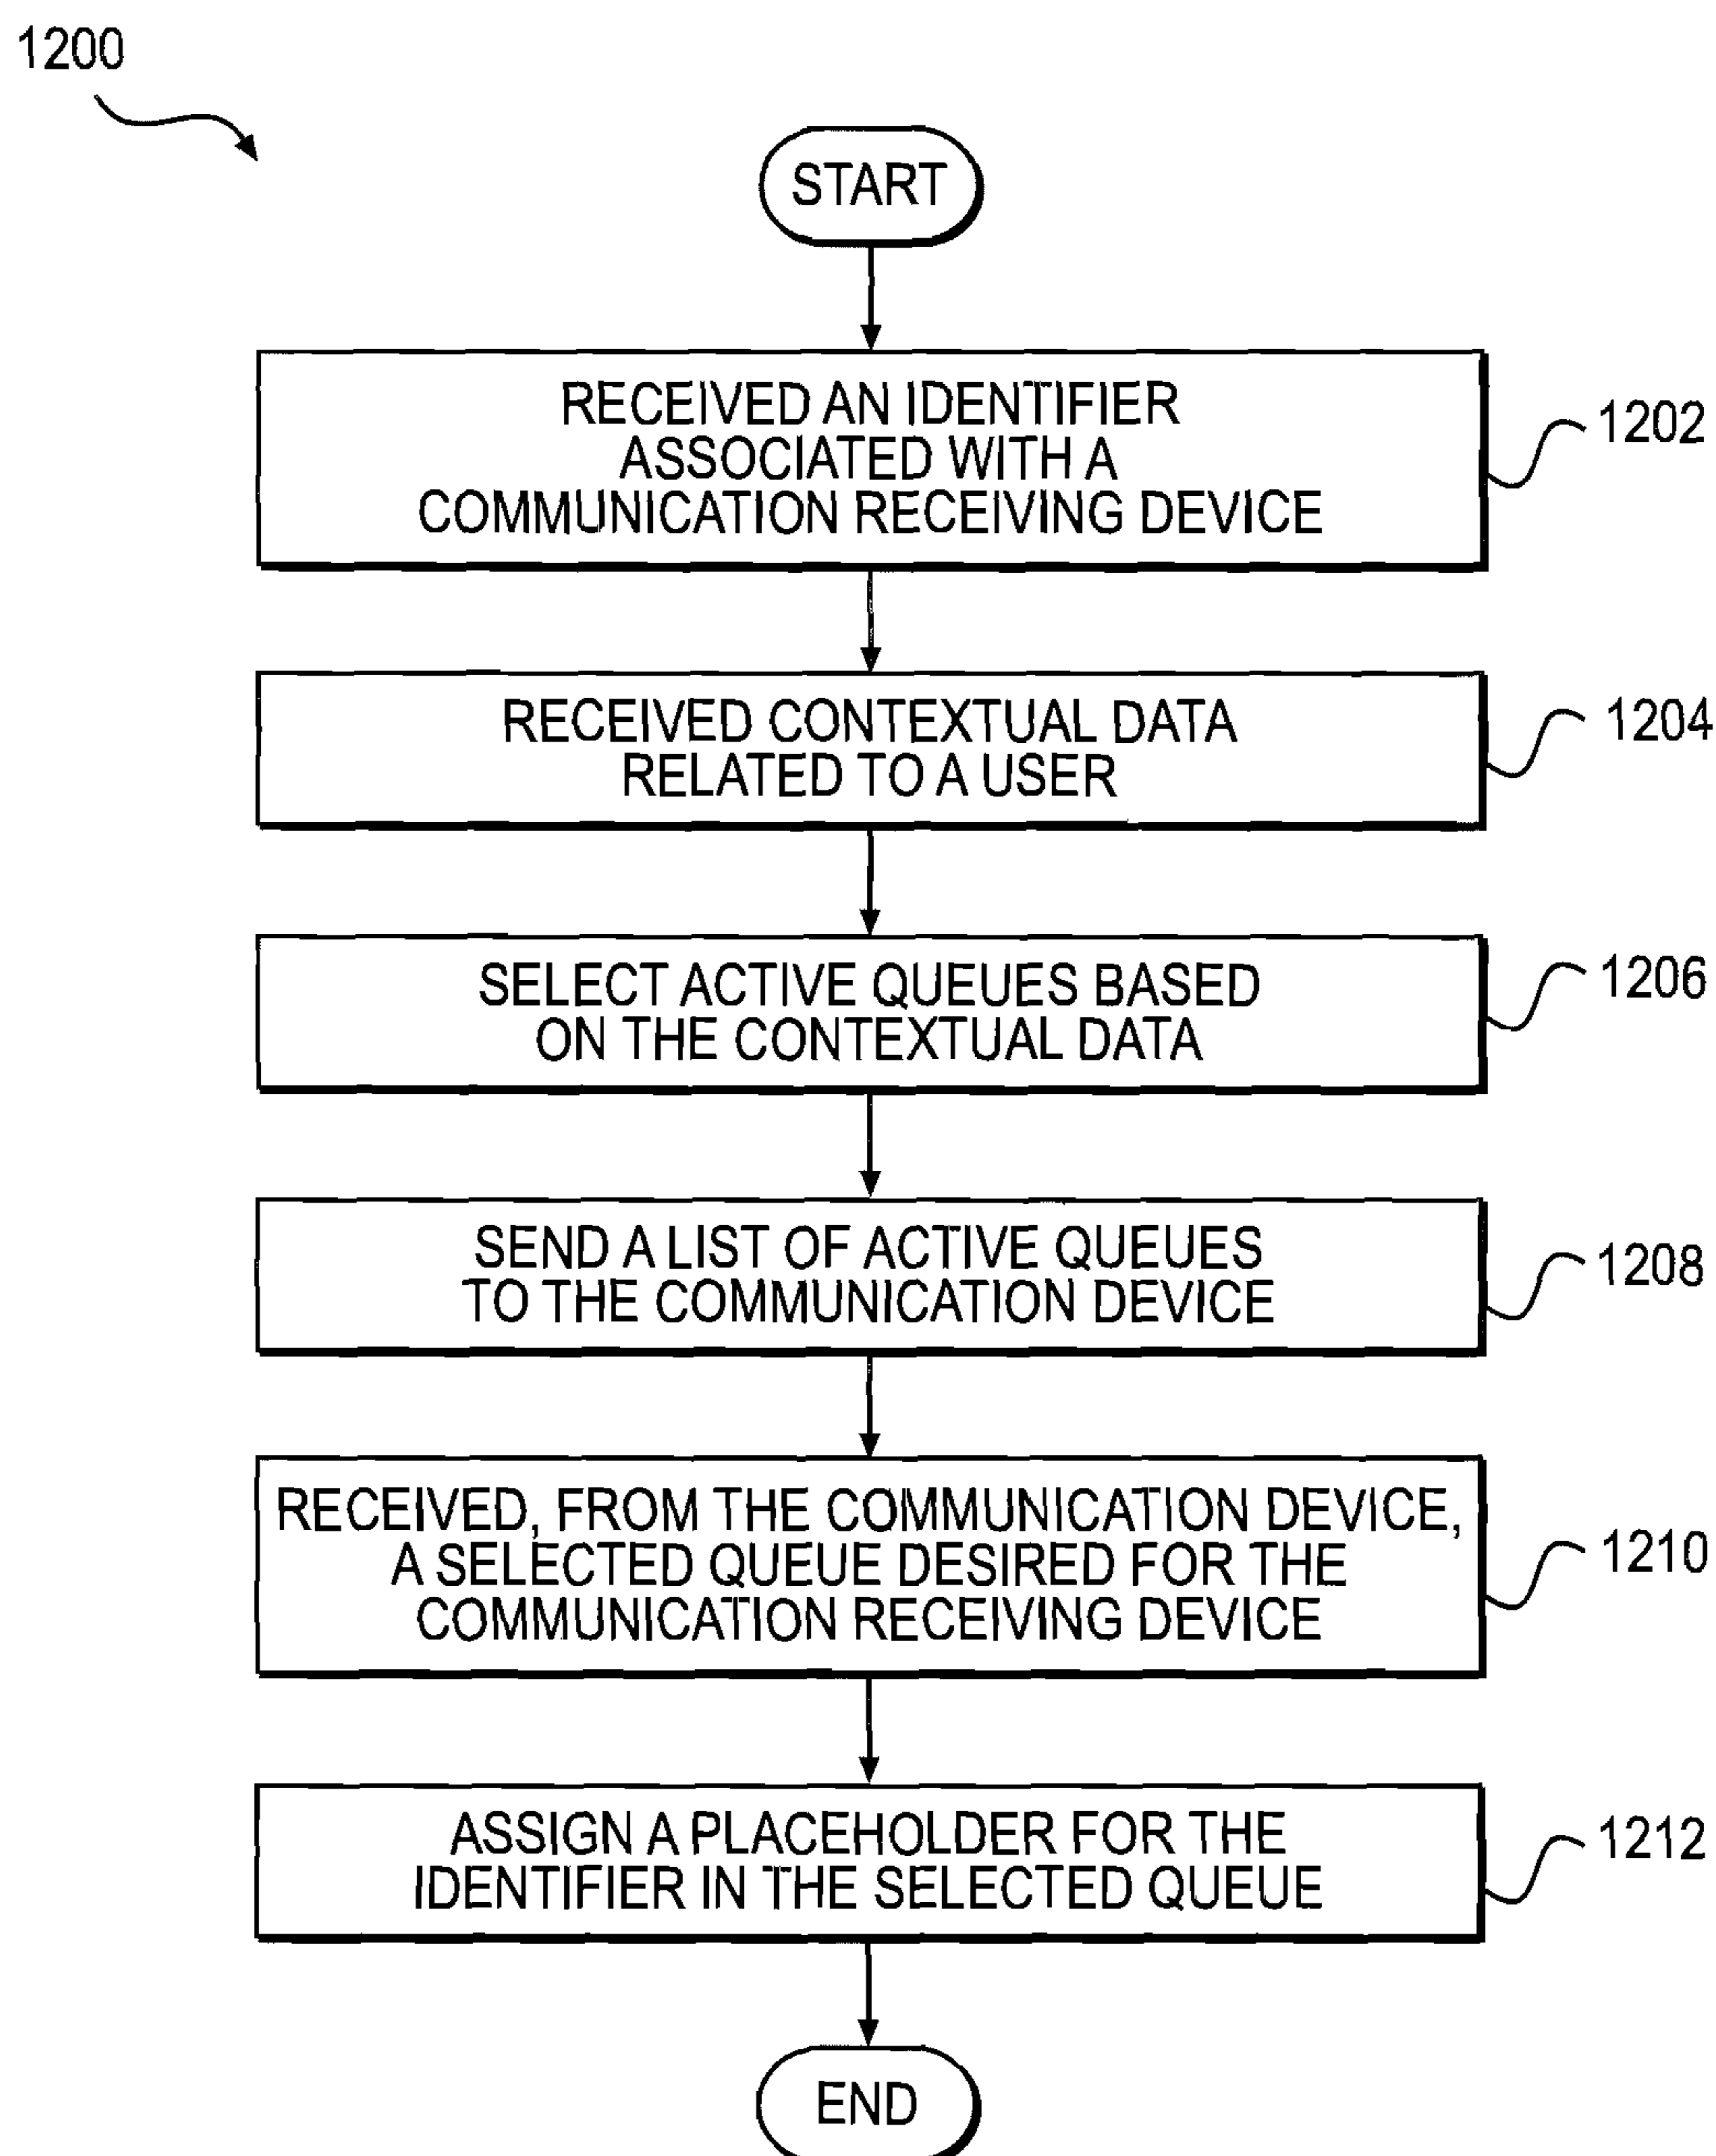 1200
START
RECEIVED AN IDENTIFIER
ASSOCIATED WITH A
COMMUNICATION RECEIVING DEVICE
1202
RECEIVED CONTEXTUAL DATA
RELATED TO A USER
1204
SELECT ACTIVE QUEUES BASED
ON THE CONTEXTUAL DATA
1206
SEND A LIST OF ACTIVE QUEUES
TO THE COMMUNICATION DEVICE
1208
RECEIVED, FROM THE COMMUNICATION DEVICE,
A SELECTED QUEUE DESIRED FOR THE
COMMUNICATION RECEIVING DEVICE
1210
ASSIGN A PLACEHOLDER FOR THE
IDENTIFIER IN THE SELECTED QUEUE
1212
END